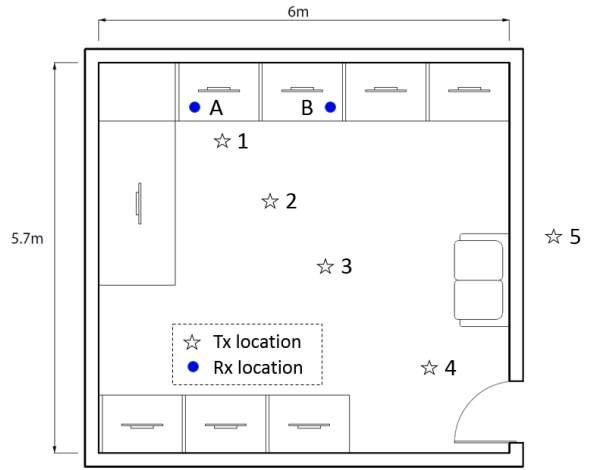 6m
A B
☆ 1
☆ 2
☆ 5
5.7m
☆ 3
☆ Tx location
● Rx location
☆ 4